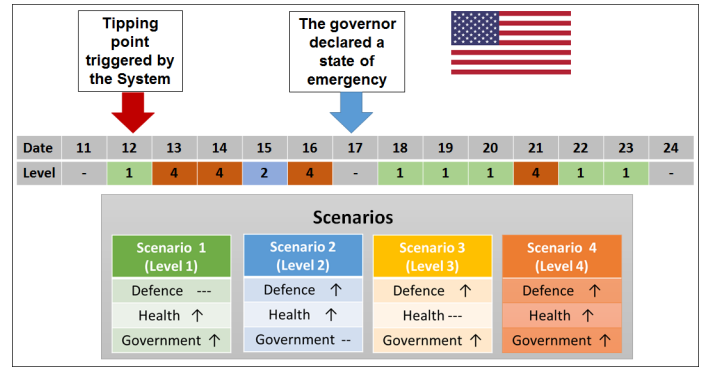 Tipping
point
triggered by
the System
The governor
declared a
state of
emergency
Date 11 12 13 14 15 16 17 18 19 20 21 22 23 24
Level - 1 4 4 2 4 - 1 1 1 4 1 1 -
Scenarios
Scenario 1
(Level 1)
Defence ---
Health ↑
Government ↑
Scenario 2
(Level 2)
Defence ↑
Health ↑
Government --
Scenario 3
(Level 3)
Defence ↑
Health ---
Government ↑
Scenario 4
(Level 4)
Defence ↑
Health ↑
Government ↑